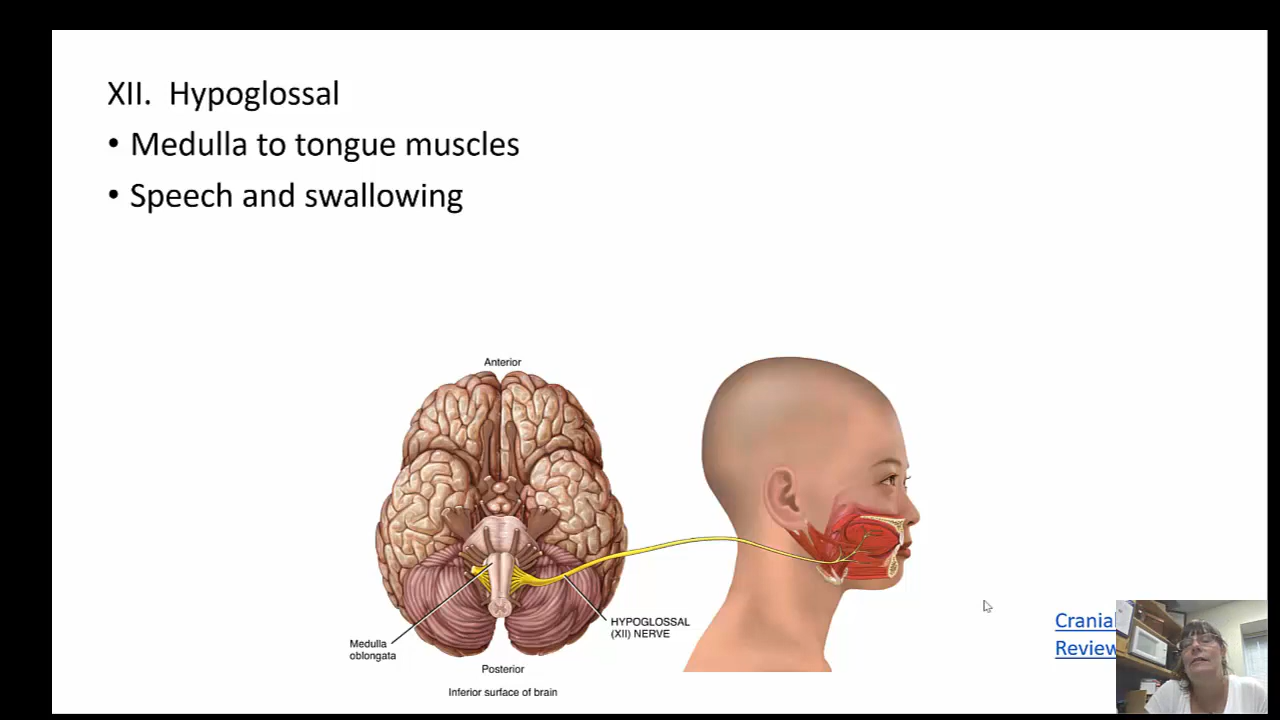 XII. Hypoglossal
• Medulla to tongue muscles
• Speech and swallowing
Anterior
HYPOGLOSSAL
(XII) NERVE
Medulla
oblongata
Posterior
Inferior surface of brain
Cranial
Review